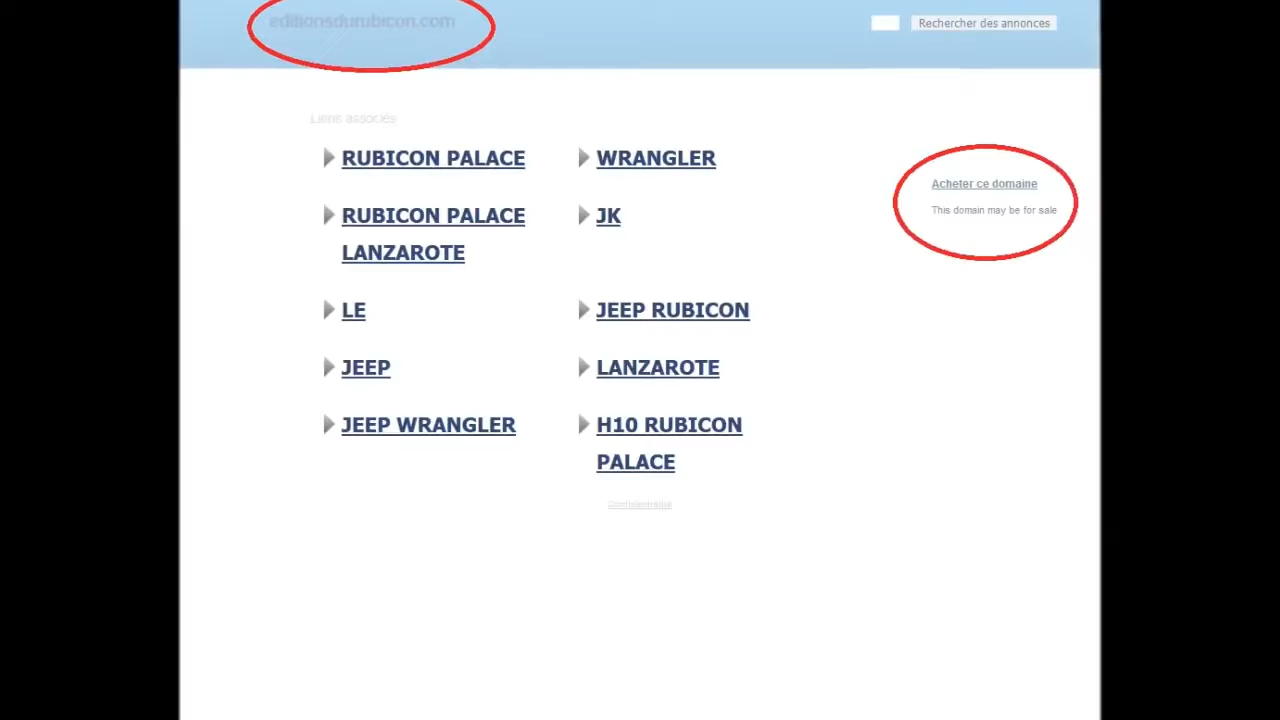 editionsdurubicon.com
Rechercher des annonces
Liens associés
RUBICON PALACE
WRANGLER
Acheter ce domaine
This domain may be for sale
RUBICON PALACE
LANZAROTE
JK
LE
JEEP RUBICON
JEEP
LANZAROTE
JEEP WRANGLER
H10 RUBICON
PALACE
Confidentialité